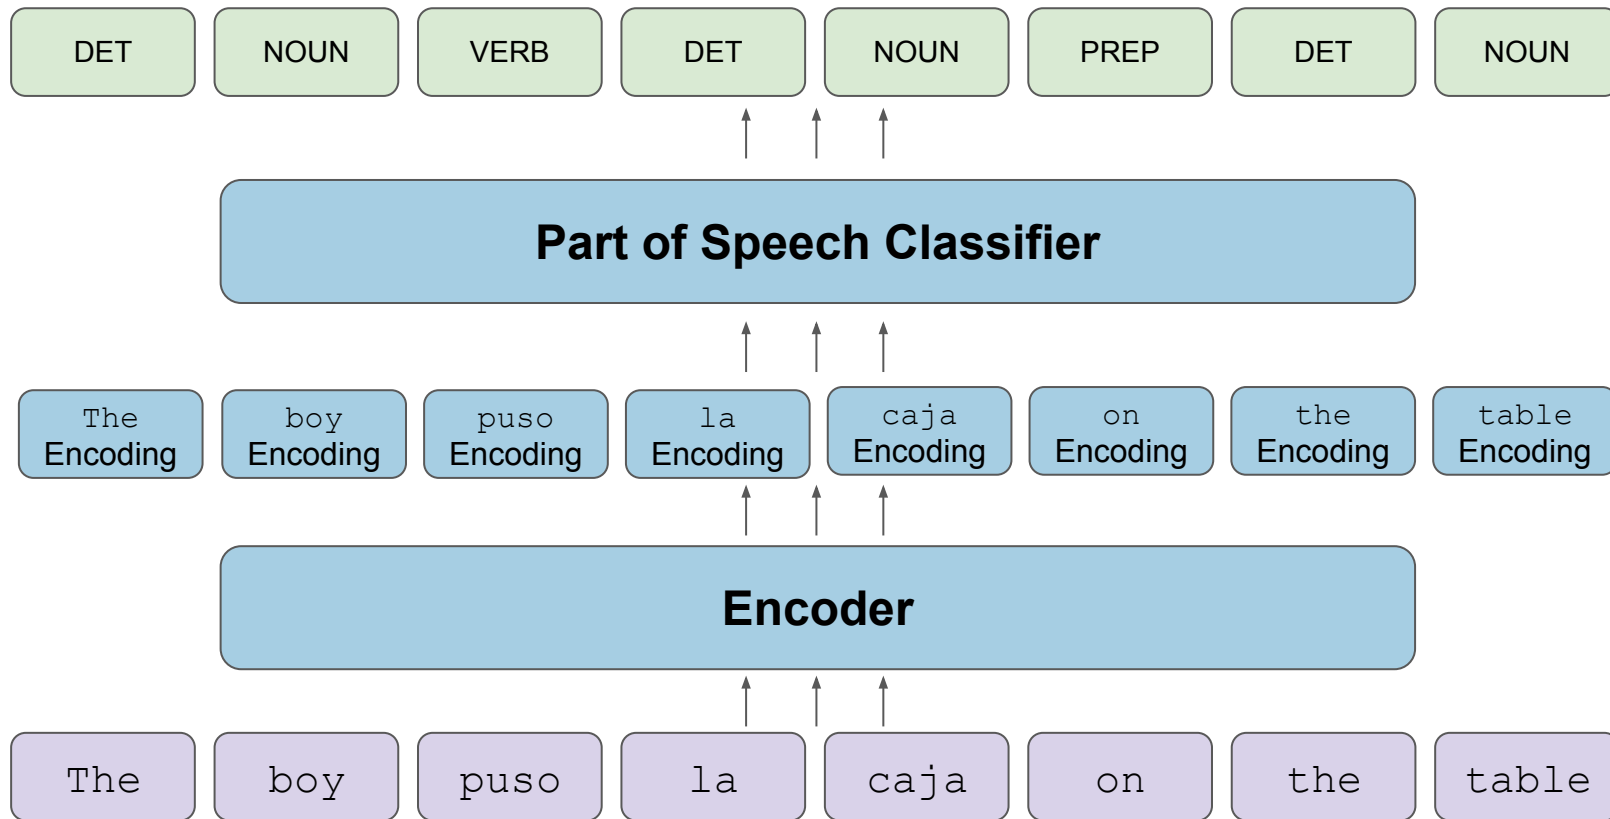 DET NOUN VERB DET NOUN PREP DET NOUN
Part of Speech Classifier
The boy puso la caja on the table
Encoding Encoding Encoding Encoding Encoding Encoding Encoding Encoding
Encoder
The boy puso la caja on the table